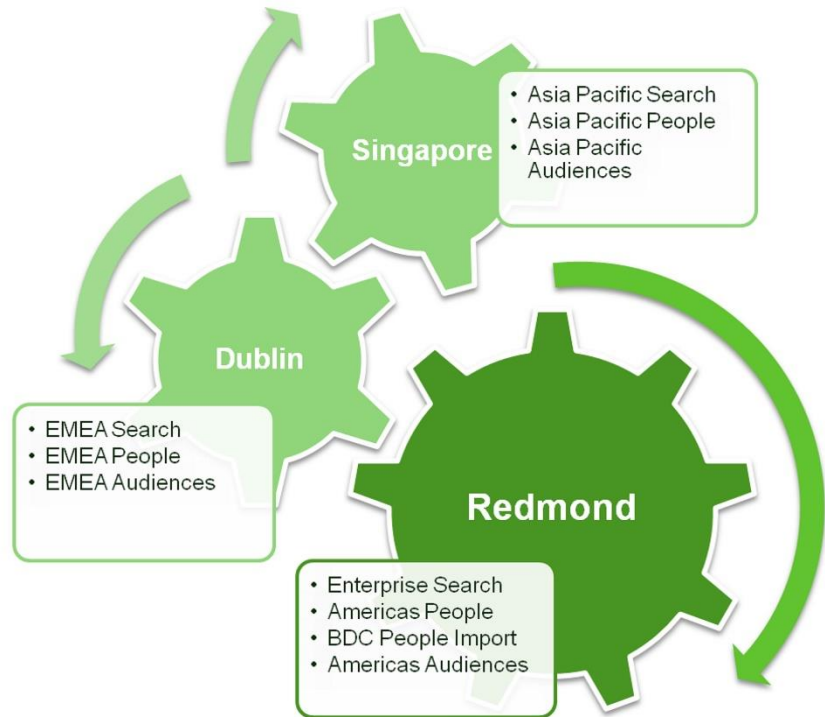 Singapore
• Asia Pacific Search
• Asia Pacific People
• Asia Pacific
Audiences
Dublin
• EMEA Search
• EMEA People
• EMEA Audiences
Redmond
• Enterprise Search
• Americas People
• BDC People Import
• Americas Audiences